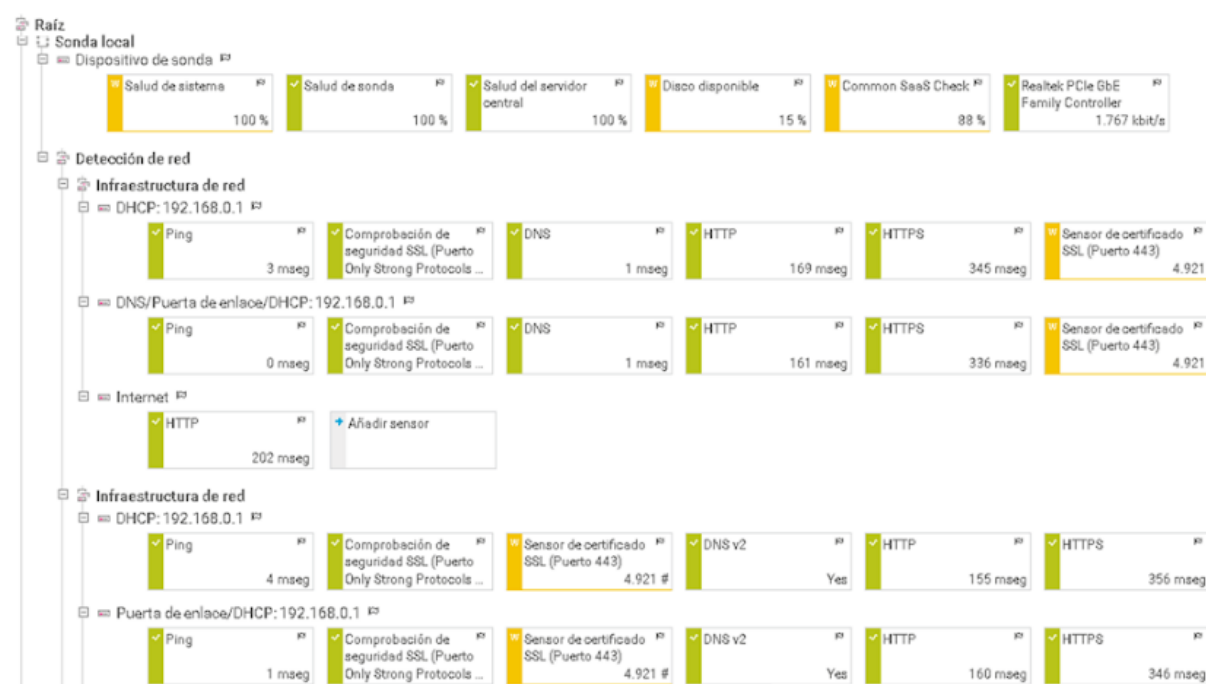 Raíz
Sonda local
Dispositivo de sonda
W Salud de sistema
100 %
Salud de sonda
100 %
Salud del servidor
central
100 %
W Disco disponible
15 %
W Common SaaS Check
88 %
Realtek PCIe GbE
Family Controller
1.767 kbit/s
Detección de red
Infraestructura de red
DHCP: 192.168.0.1
Ping
3 mseg
Comprobación de
seguridad SSL (Puerto
Only Strong Protocols ...
DNS
1 mseg
HTTP
169 mseg
HTTPS
345 mseg
W Sensor de certificado
SSL (Puerto 443)
4.921
DNS/Puerta de enlace/DHCP: 192.168.0.1
Ping
0 mseg
Comprobación de
seguridad SSL (Puerto
Only Strong Protocols ...
DNS
1 mseg
HTTP
161 mseg
HTTPS
336 mseg
W Sensor de certificado
SSL (Puerto 443)
4.921
Internet
HTTP
202 mseg
+ Añadir sensor
Infraestructura de red
DHCP: 192.168.0.1
Ping
4 mseg
Comprobación de
seguridad SSL (Puerto
Only Strong Protocols ...
W Sensor de certificado
SSL (Puerto 443)
4.921 #
DNS v2
Yes
HTTP
155 mseg
HTTPS
356 mseg
Puerta de enlace/DHCP: 192.168.0.1
Ping
1 mseg
Comprobación de
seguridad SSL (Puerto
Only Strong Protocols ...
W Sensor de certificado
SSL (Puerto 443)
4.921 #
DNS v2
Yes
HTTP
160 mseg
HTTPS
346 mseg